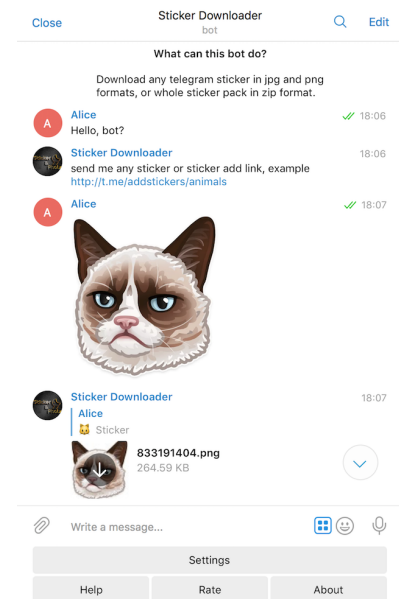 Close
Sticker Downloader
bot
Edit
What can this bot do?
Download any telegram sticker in jpg and png
formats, or whole sticker pack in zip format.
A
Alice
18:06
Hello, bot?
Sticker Downloader
18:06
send me any sticker or sticker add link, example
http://t.me/addstickers/animals
A
Alice
18:07
Sticker Downloader
18:07
Alice
Sticker
833191404.png
264.59 KB
Write a message...
Settings
Help
Rate
About